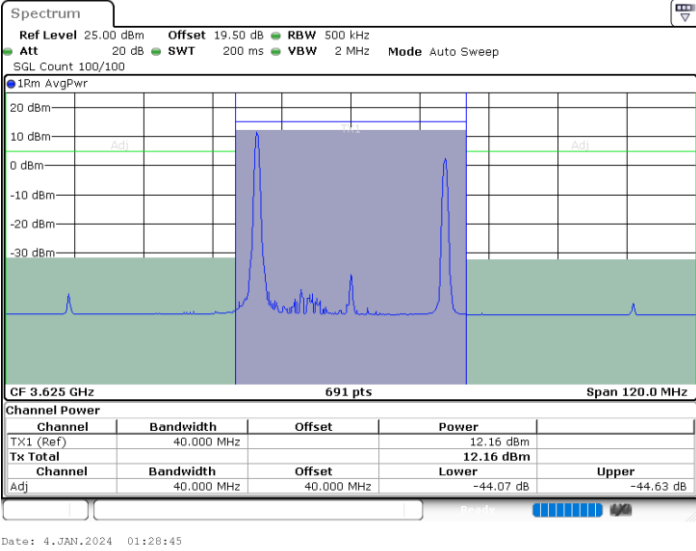 Spectrum
Ref Level 25.00 dBm Offset 19.50 dB RBW 500 kHz
Att 20 dB SWT 200 ms VBW 2 MHz Mode Auto Sweep
SGL Count 100/100
1Rm AvgPwr
20 dBm
TX1
10 dBm
Adj Adj
0 dBm
-10 dBm
-20 dBm
-30 dBm
CF 3.625 GHz 691 pts Span 120.0 MHz
Channel Power
Channel Bandwidth Offset Power
TX1 (Ref) 40.000 MHz 12.16 dBm
Tx Total 12.16 dBm
Channel Bandwidth Offset Lower Upper
Adj 40.000 MHz 40.000 MHz -44.07 dB -44.63 dB
Ready
Date: 4.JAN.2024 01:28:45